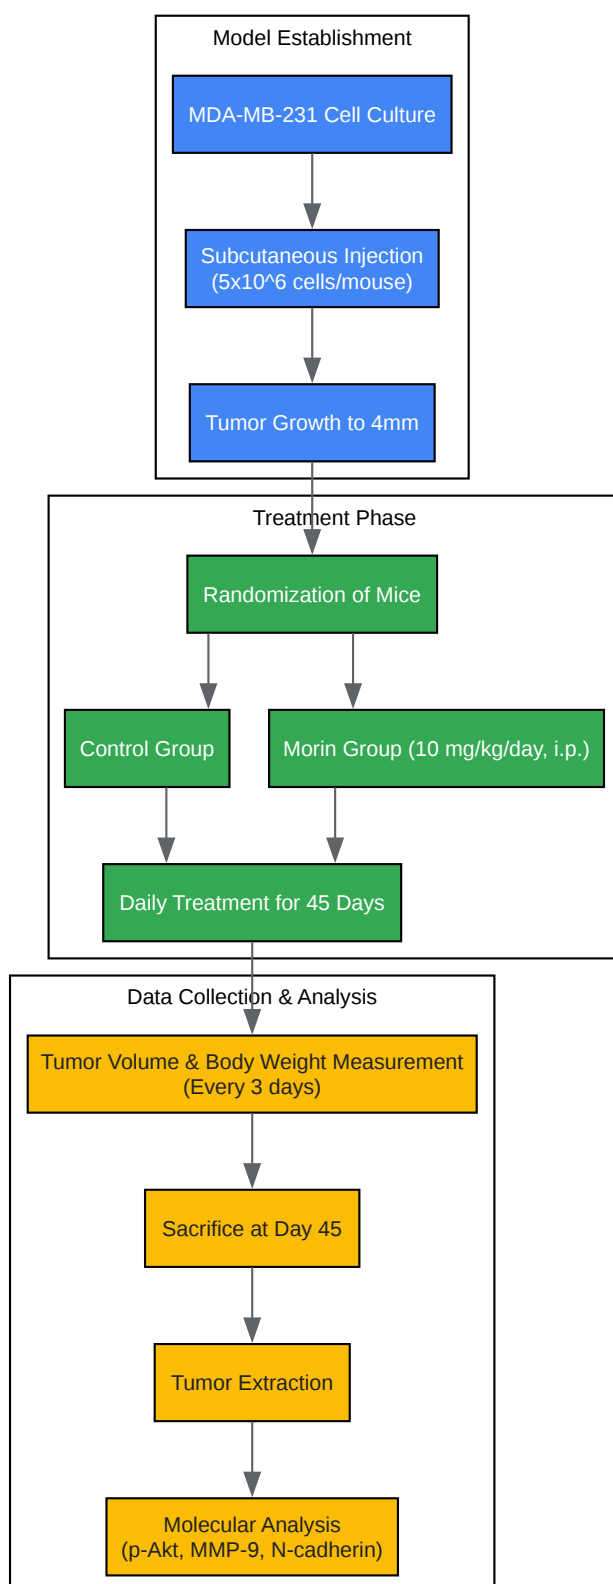 Model Establishment
MDA-MB-231 Cell Culture
Subcutaneous Injection
(5x10^6 cells/mouse)
Tumor Growth to 4mm
Treatment Phase
Randomization of Mice
Control Group
Morin Group (10 mg/kg/day, i.p.)
Daily Treatment for 45 Days
Data Collection & Analysis
Tumor Volume & Body Weight Measurement
(Every 3 days)
Sacrifice at Day 45
Tumor Extraction
Molecular Analysis
(p-Akt, MMP-9, N-cadherin)